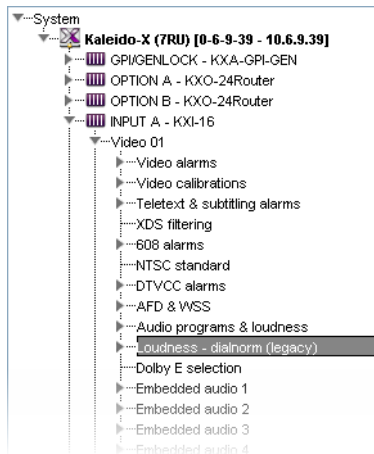 System
Kaleido-X (7RU) [0-6-9-39 - 10.6.9.39]
GPI/GENLOCK - KXA-GPI-GEN
OPTION A - KXO-24Router
OPTION B - KXO-24Router
INPUT A - KXI-16
Video 01
Video alarms
Video calibrations
Teletext & subtitling alarms
XDS filtering
608 alarms
NTSC standard
DTVCC alarms
AFD & WSS
Audio programs & loudness
Loudness - dialnorm (legacy)
Dolby E selection
Embedded audio 1
Embedded audio 2
Embedded audio 3
Embedded audio 4